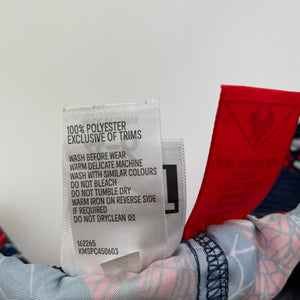 100% POLYESTER
EXCLUSIVE OF TRIMS
WASH BEFORE WEAR
WARM DELICATE MACHINE
WASH WITH SIMILAR COLOURS
DO NOT BLEACH
DO NOT TUMBLE DRY
WARM IRON ON REVERSE SIDE
IF REQUIRED
DO NOT DRYCLEAN
162265
KMSPC450603